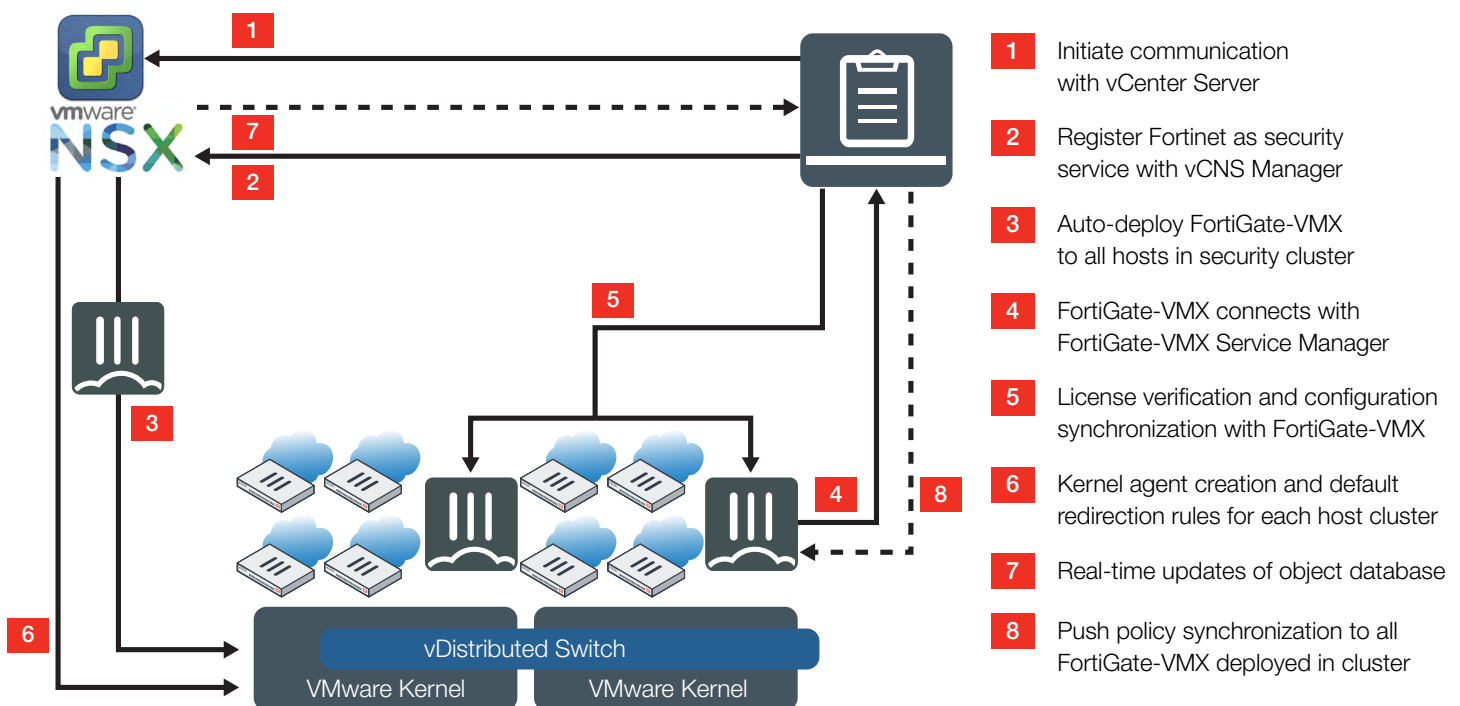 1
vmware®
NSX
7
2
3
5
4
8
6
vDistributed Switch
VMware Kernel
VMware Kernel
1
Initiate communication
with vCenter Server
2
Register Fortinet as security
service with vCNS Manager
3
Auto-deploy FortiGate-VMX
to all hosts in security cluster
4
FortiGate-VMX connects with
FortiGate-VMX Service Manager
5
License verification and configuration
synchronization with FortiGate-VMX
6
Kernel agent creation and default
redirection rules for each host cluster
7
Real-time updates of object database
8
Push policy synchronization to all
FortiGate-VMX deployed in cluster